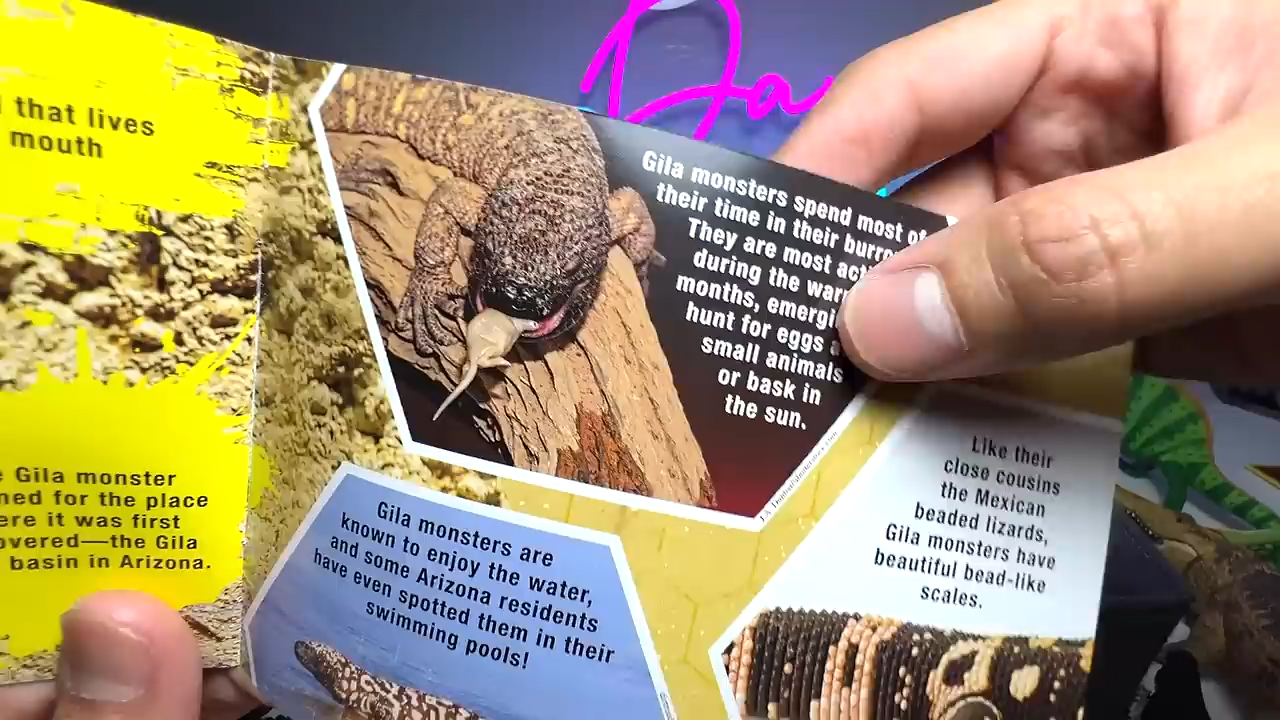 that lives
mouth
Gila monster
ned for the place
ere it was first
overed—the Gila
basin in Arizona.
Gila monsters spend most of
their time in their burro
They are most act
during the war
months, emergi
hunt for eggs
small animals
or bask in
the sun.
Gila monsters are
known to enjoy the water,
and some Arizona residents
have even spotted them in their
swimming pools!
Like their
close cousins
the Mexican
beaded lizards,
Gila monsters have
beautiful bead-like
scales.
Da